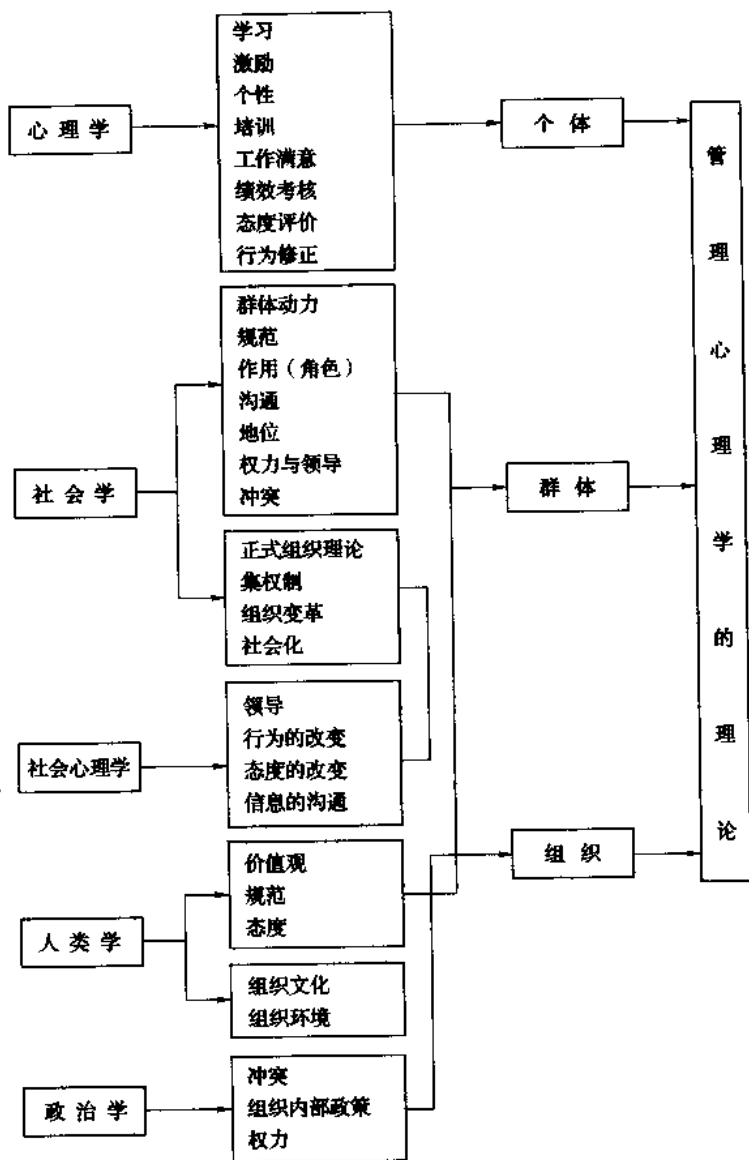 心理学
学习
激励
个性
培训
工作满意
绩效考核
态度评价
行为修正
个体
社会学
群体动力
规范
作用（角色）
沟通
地位
权力与领导
冲突
群体
正式组织理论
集权制
组织变革
社会化
社会心理学
领导
行为的改变
态度的改变
信息的沟通
人类学
价值观
规范
态度
组织
组织文化
组织环境
政治学
冲突
组织内部政策
权力
管理心理学的理论